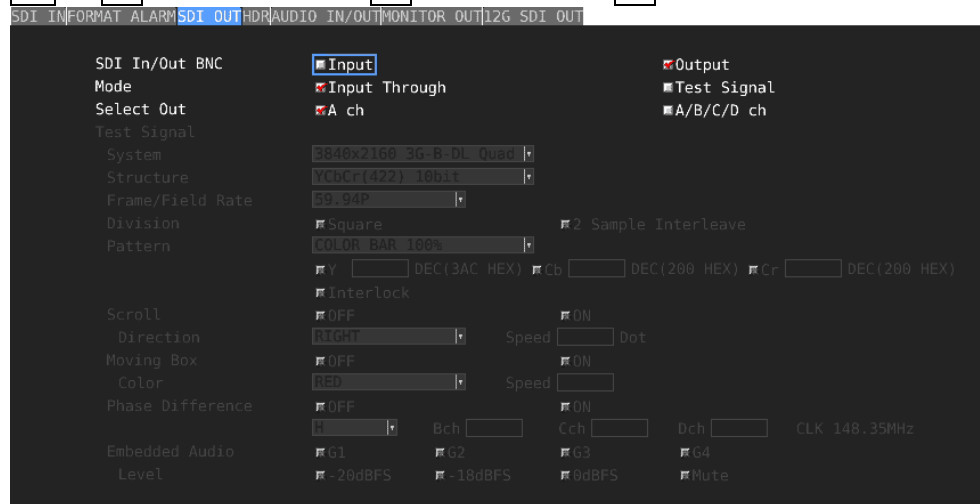 SDI IN FORMAT ALARM SDI OUT HDR AUDIO IN/OUT MONITOR OUT 12G SDI OUT
SDI In/Out BNC Input Output
Mode Input Through Test Signal
Select Out A ch A/B/C/D ch
Test Signal
System 3840x2160 3G-B-DL Quad
Structure YCbCr(422) 10bit
Frame/Field Rate 59.94P
Division Square 2 Sample Interleave
Pattern COLOR BAR 100%
Y DEC(3AC HEX) Cb DEC(200 HEX) Cr DEC(200 HEX)
Interlock
Scroll OFF ON
Direction RIGHT Speed Dot
Moving Box OFF ON
Color RED Speed
Phase Difference OFF ON
H Bch Cch Dch CLK 148.35MHz
Embedded Audio G1 G2 G3 G4
Level -20dBFS -18dBFS 0dBFS Mute